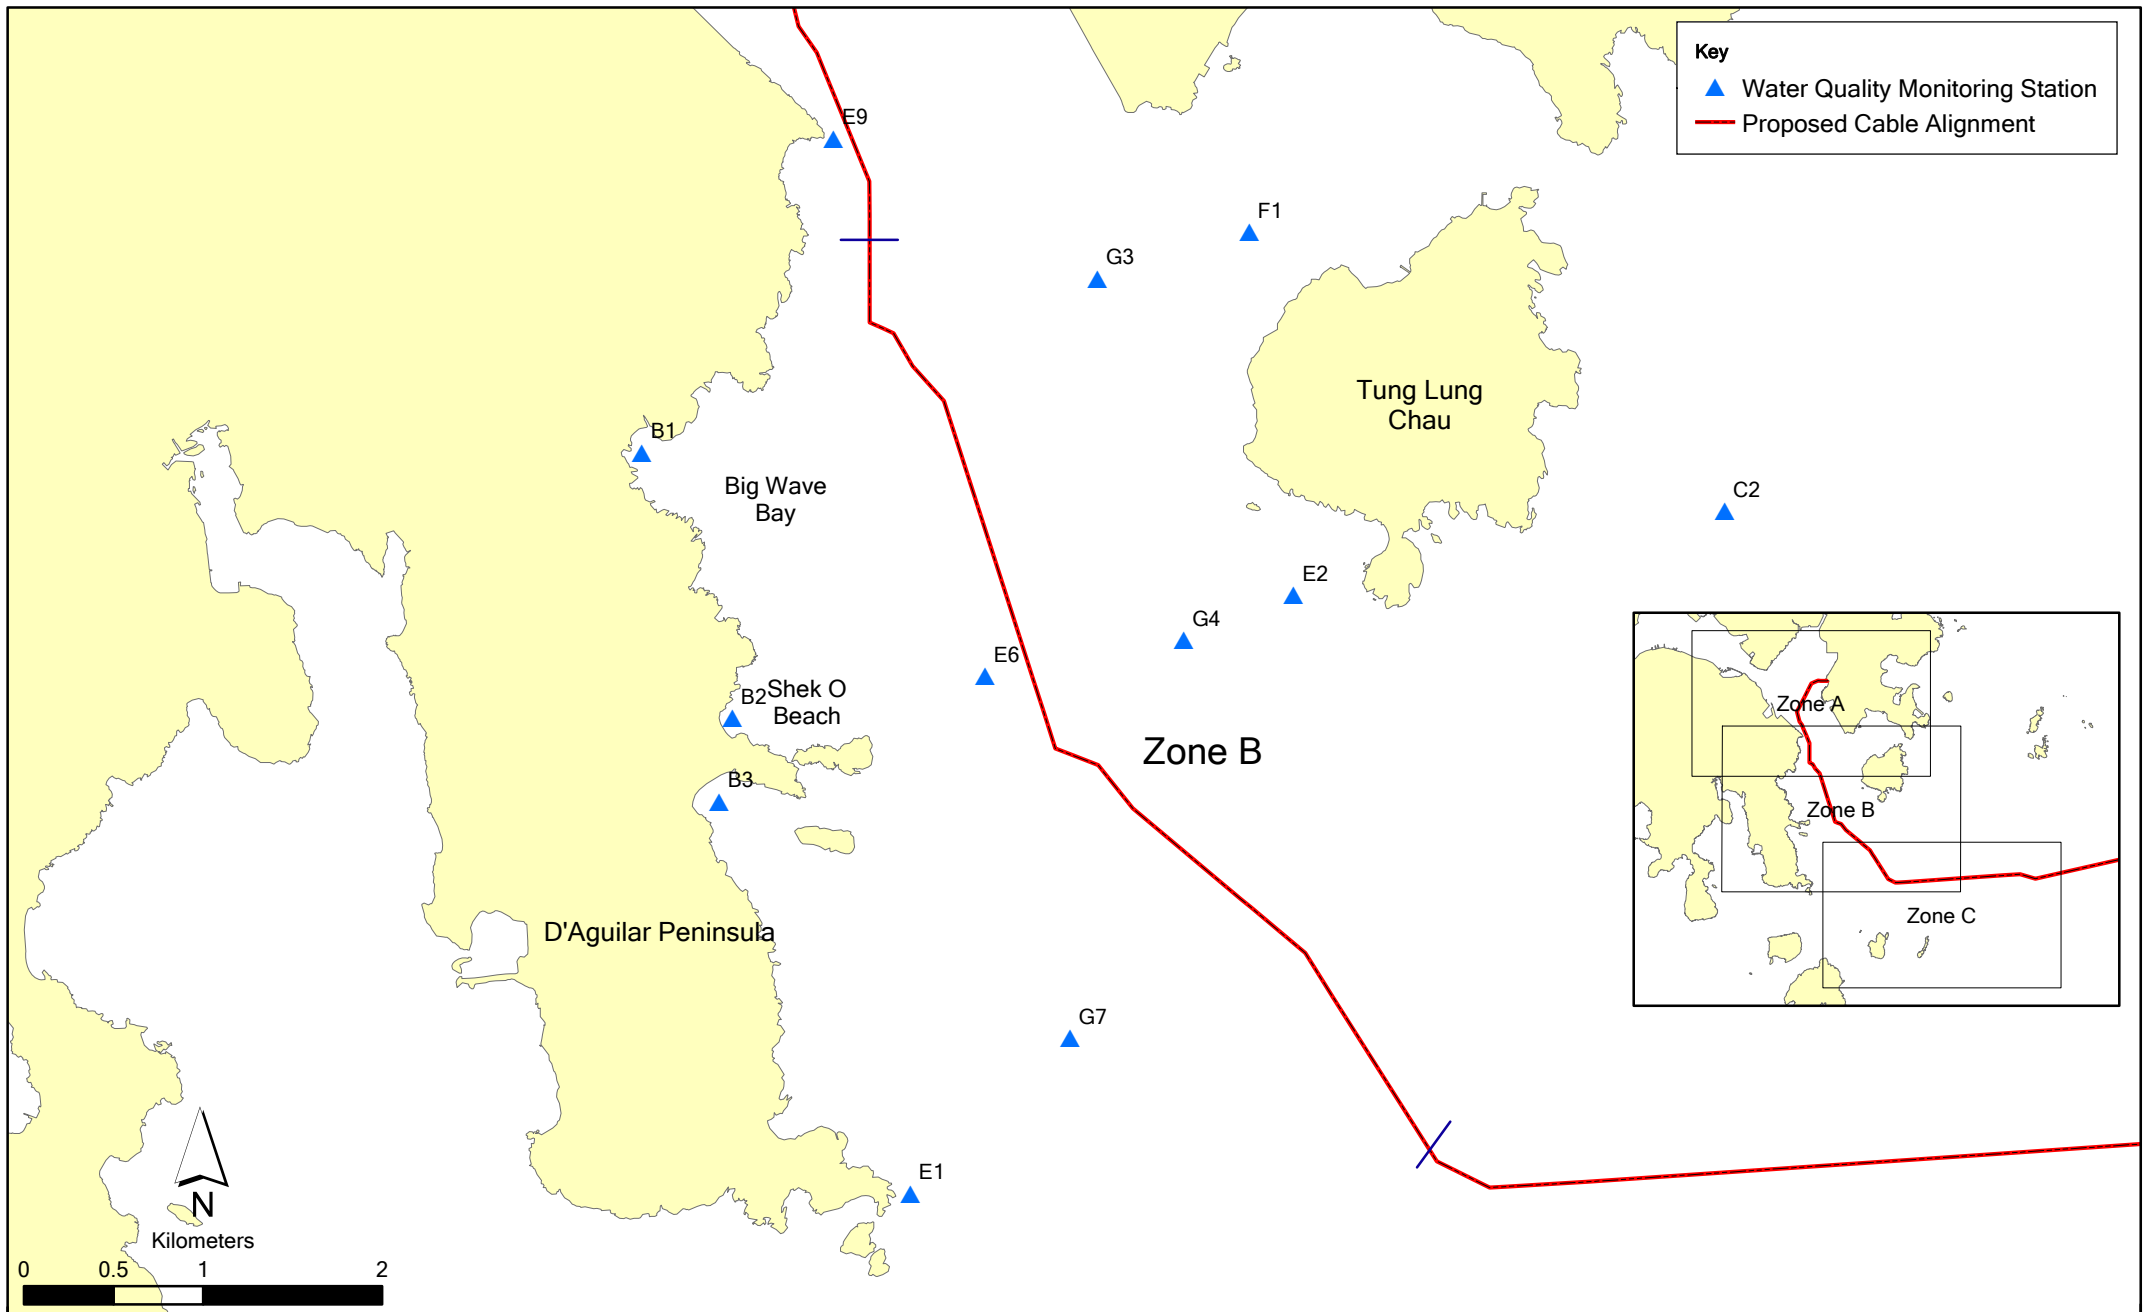 Key
Water Quality Monitoring Station
Proposed Cable Alignment
E9
F1
G3
Tung Lung
Chau
B1
Big Wave
Bay
C2
E2
G4
E6
B2
Shek O
Beach
Zone B
B3
D'Aguilar Peninsula
G7
E1
Zone A
Zone B
Zone C
N
Kilometers
0 0.5 1 2